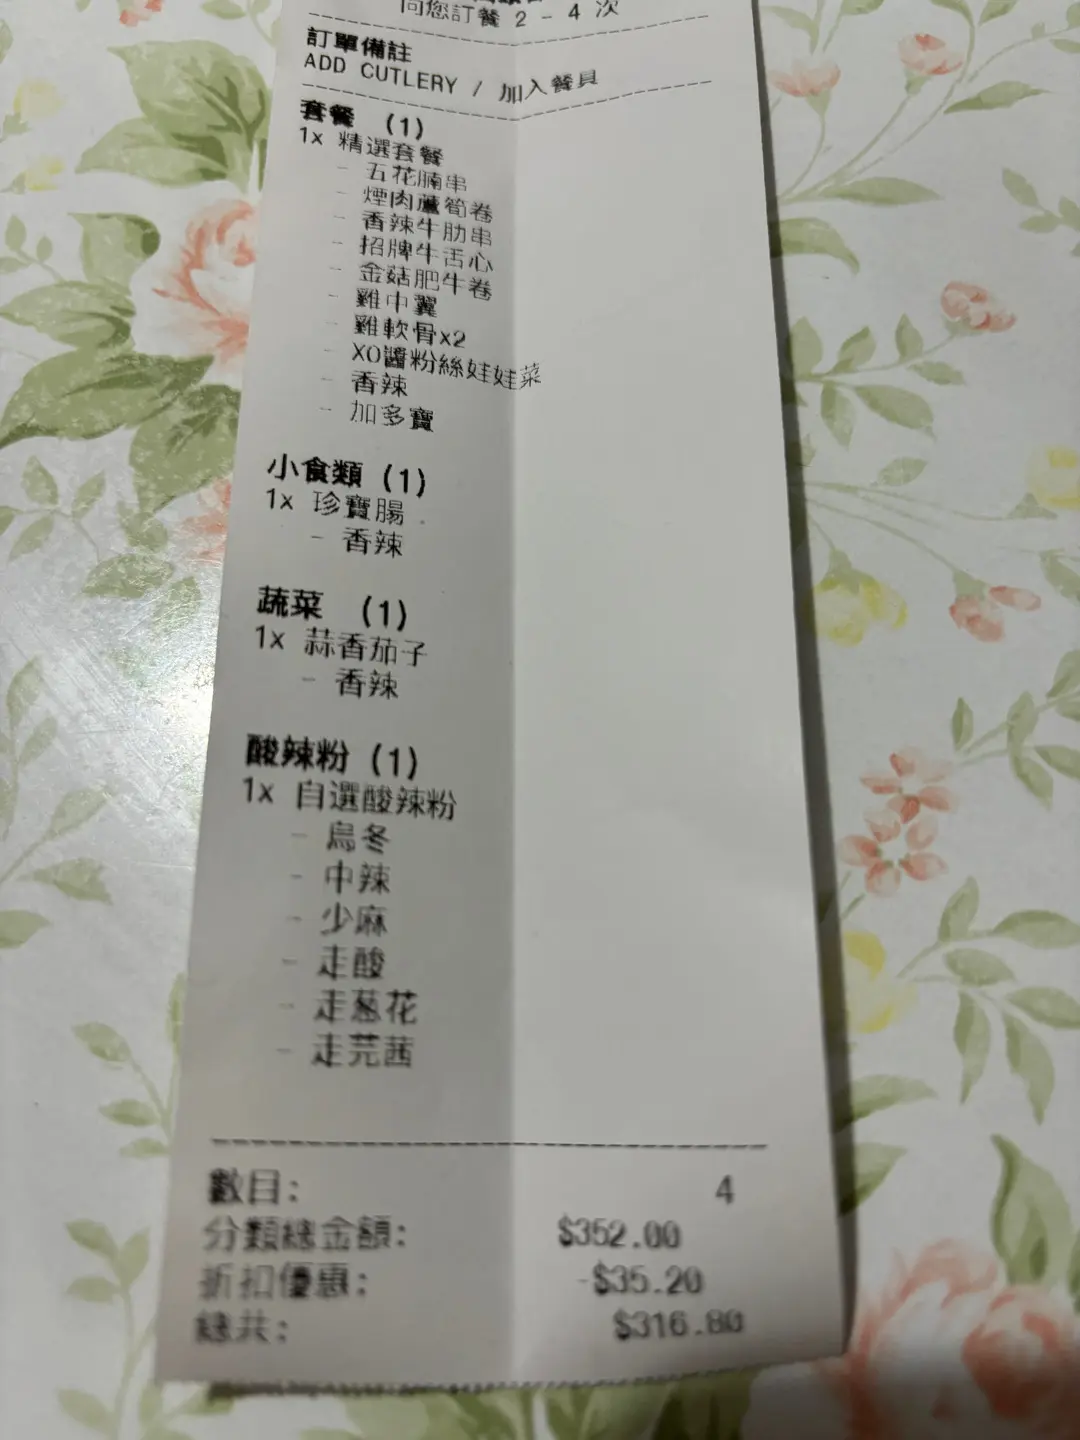 向您訂餐 2 - 4 次
訂單備註
ADD CUTLERY / 加入餐具
套餐 (1)
1x 精選套餐
- 五花腩串
- 煙肉蘆筍卷
- 香辣牛肋串
- 招牌牛舌心
- 金菇肥牛卷
- 雞中翼
- 雞軟骨x2
- XO醬粉絲娃娃菜
- 香辣
- 加多寶
小食類 (1)
1x 珍寶腸
- 香辣
蔬菜 (1)
1x 蒜香茄子
- 香辣
酸辣粉 (1)
1x 自選酸辣粉
- 烏冬
- 中辣
- 少麻
- 走酸
- 走蔥花
- 走芫茜
數目: 4
分類總金額: $352.00
折扣優惠: -$35.20
總共: $316.80